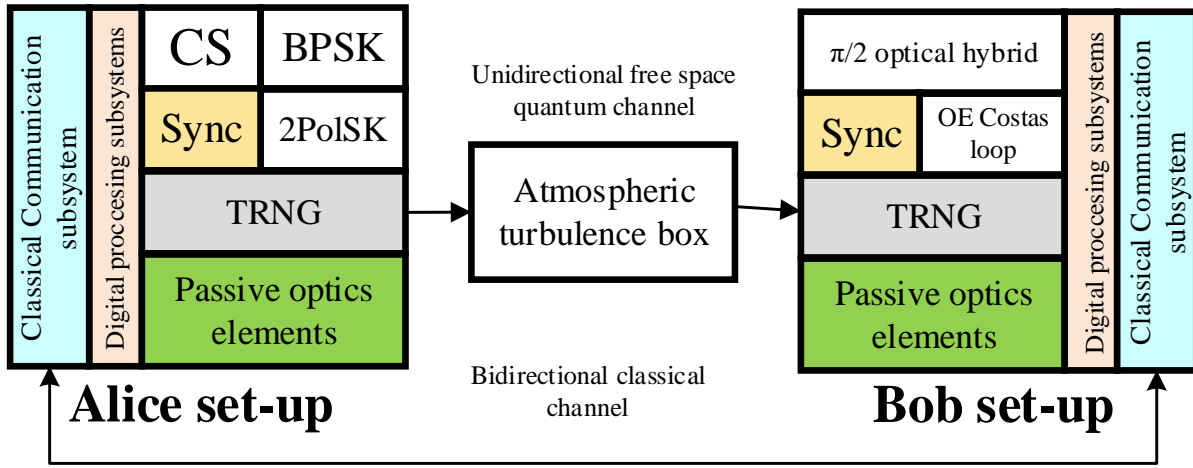 Classical Communication
subsystem
Digital proccesing subsystems
CS
BPSK
Sync
2PolSK
TRNG
Passive optics
elements
Alice set-up
Unidirectional free space
quantum channel
Atmospheric
turbulence box
Bidirectional classical
channel
π/2 optical hybrid
Sync
OE Costas
loop
TRNG
Passive optics
elements
Digital proccesing subsystems
Classical Communication
subsystem
Bob set-up